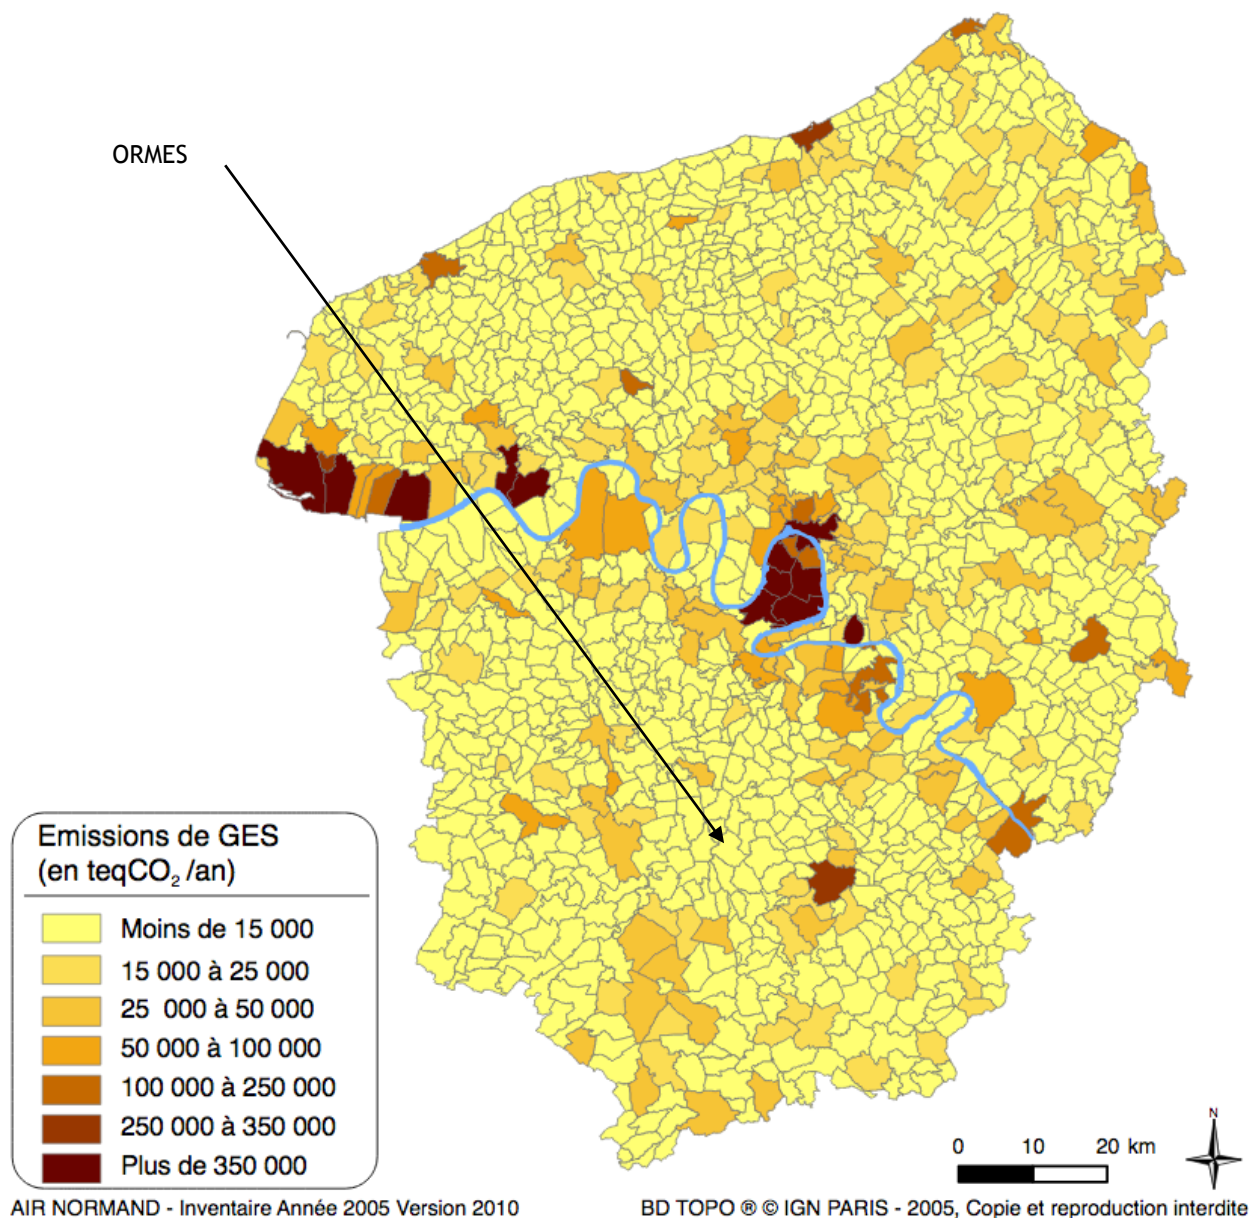 ORMES
Emissions de GES
(en teqCO₂ /an)
Moins de 15 000
15 000 à 25 000
25  000 à 50 000
50 000 à 100 000
100 000 à 250 000
250 000 à 350 000
Plus de 350 000
N
0 10 20 km
AIR NORMAND - Inventaire Année 2005 Version 2010
BD TOPO ® © IGN PARIS - 2005, Copie et reproduction interdite